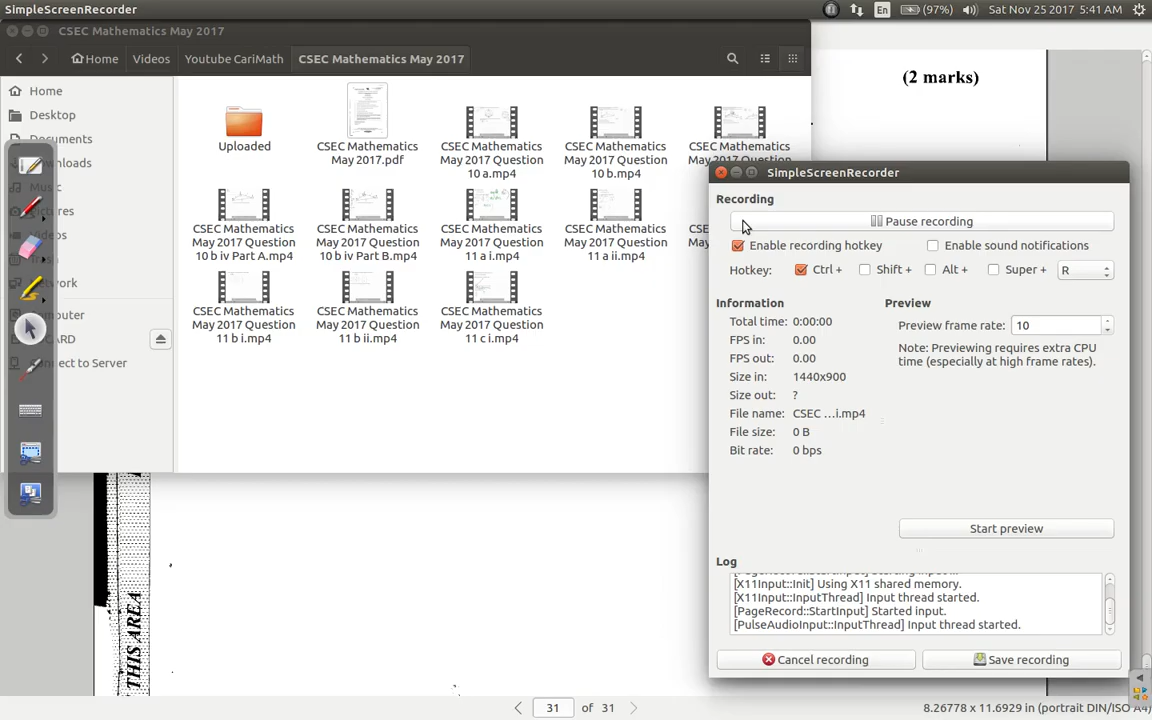 SimpleScreenRecorder
En
(97%)
Sat Nov 25 2017 5:41 AM
CSEC Mathematics May 2017
Home
Videos
Youtube CariMath
CSEC Mathematics May 2017
(2 marks)
Home
Desktop
Documents
Downloads
Music
Pictures
Videos
Trash
Network
Computer
Connect to Server
Uploaded
CSEC Mathematics
May 2017.pdf
CSEC Mathematics
May 2017 Question
10 a.mp4
CSEC Mathematics
May 2017 Question
10 b.mp4
CSEC Mathematics
CSEC Mathematics
May 2017 Question
10 b iv Part A.mp4
CSEC Mathematics
May 2017 Question
10 b iv Part B.mp4
CSEC Mathematics
May 2017 Question
11 a i.mp4
CSEC Mathematics
May 2017 Question
11 a ii.mp4
CSEC Mathematics
May 2017 Question
11 b i.mp4
CSEC Mathematics
May 2017 Question
11 b ii.mp4
CSEC Mathematics
May 2017 Question
11 c i.mp4
SimpleScreenRecorder
Recording
Pause recording
Enable recording hotkey
Enable sound notifications
Hotkey:
Ctrl +
Shift +
Alt +
Super +
R
Information
Total time: 0:00:00
FPS in: 0.00
FPS out: 0.00
Size in: 1440x900
Size out: ?
File name: CSEC ...i.mp4
File size: 0 B
Bit rate: 0 bps
Preview
Preview frame rate: 10
Note: Previewing requires extra CPU
time (especially at high frame rates).
Start preview
Log
[X11Input::Init] Using X11 shared memory.
[X11Input::InputThread] Input thread started.
[PageRecord::StartInput] Started input.
[PulseAudioInput::InputThread] Input thread started.
Cancel recording
Save recording
THIS AREA
31 of 31
8.26778 x 11.6929 in (portrait DIN/ISO A4)